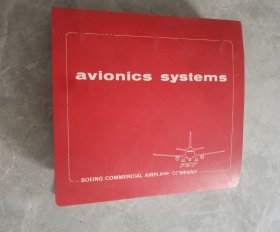 avionics systems
BOEING COMMERCIAL AIRPLANE COMPANY